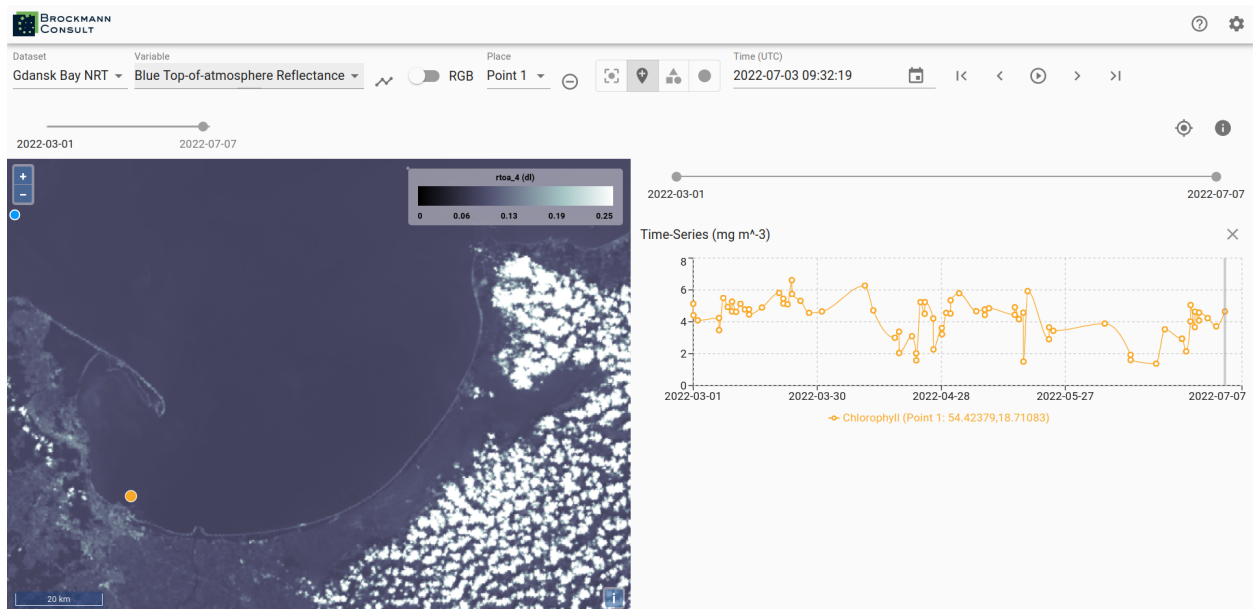 BROCKMANN
CONSULT
Dataset
Gdansk Bay NRT
Variable
Blue Top-of-atmosphere Reflectance
RGB
Place
Point 1
Time (UTC)
2022-07-03 09:32:19
2022-03-01
2022-07-07
+
−
rtoa_4 (dl)
0 0.06 0.13 0.19 0.25
20 km
i
2022-03-01
2022-07-07
Time-Series (mg m^-3)
8
6
4
2
0
2022-03-01 2022-03-30 2022-04-28 2022-05-27 2022-07-07
Chlorophyll (Point 1: 54.42379,18.71083)